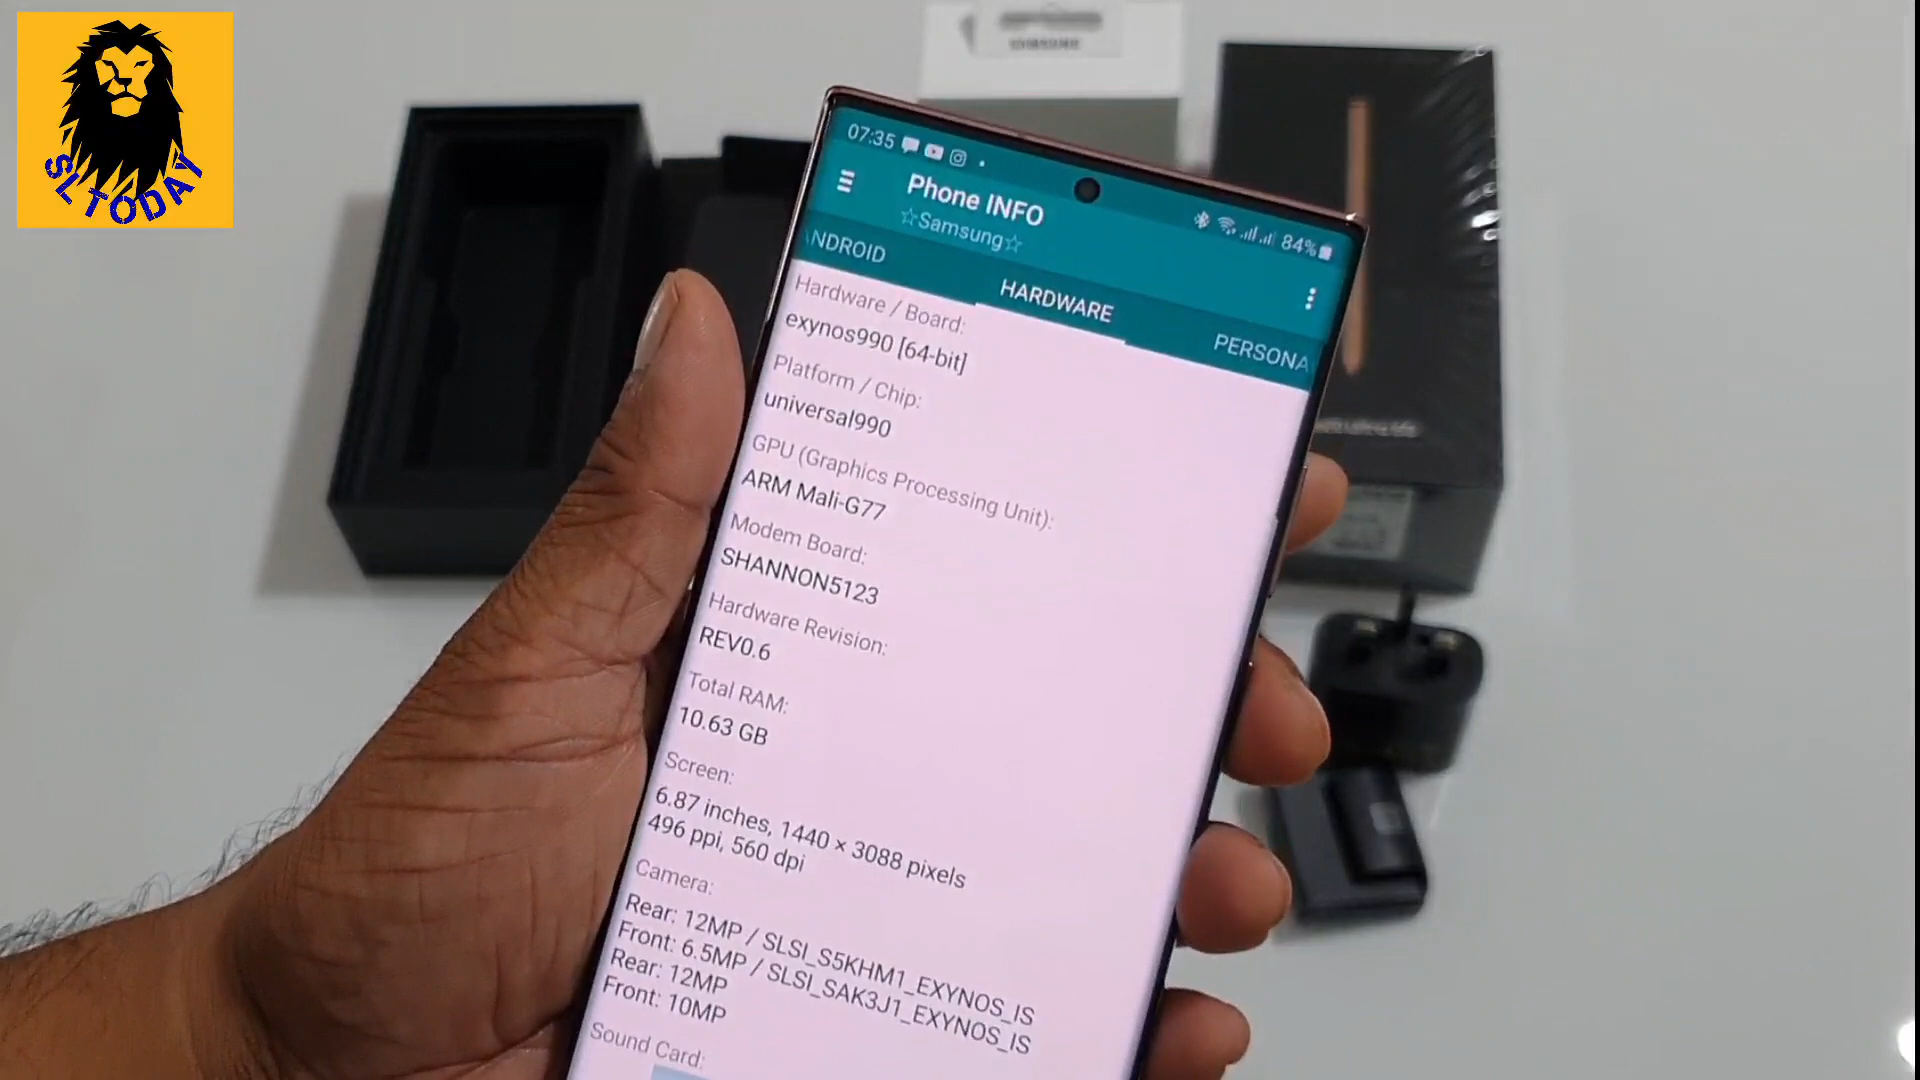 SL TODAY
SAMSUNG
07:35
84%
Phone INFO
☆Samsung☆
NDROID
HARDWARE
PERSONA
Hardware / Board:
exynos990 [64-bit]
Platform / Chip:
universal990
GPU (Graphics Processing Unit):
ARM Mali-G77
Modem Board:
SHANNON5123
Hardware Revision:
REV0.6
Total RAM:
10.63 GB
Screen:
6.87 inches, 1440 × 3088 pixels
496 ppi, 560 dpi
Camera:
Rear: 12MP / SLSI_S5KHM1_EXYNOS_IS
Front: 6.5MP / SLSI_SAK3J1_EXYNOS_IS
Rear: 12MP
Front: 10MP
Sound Card: